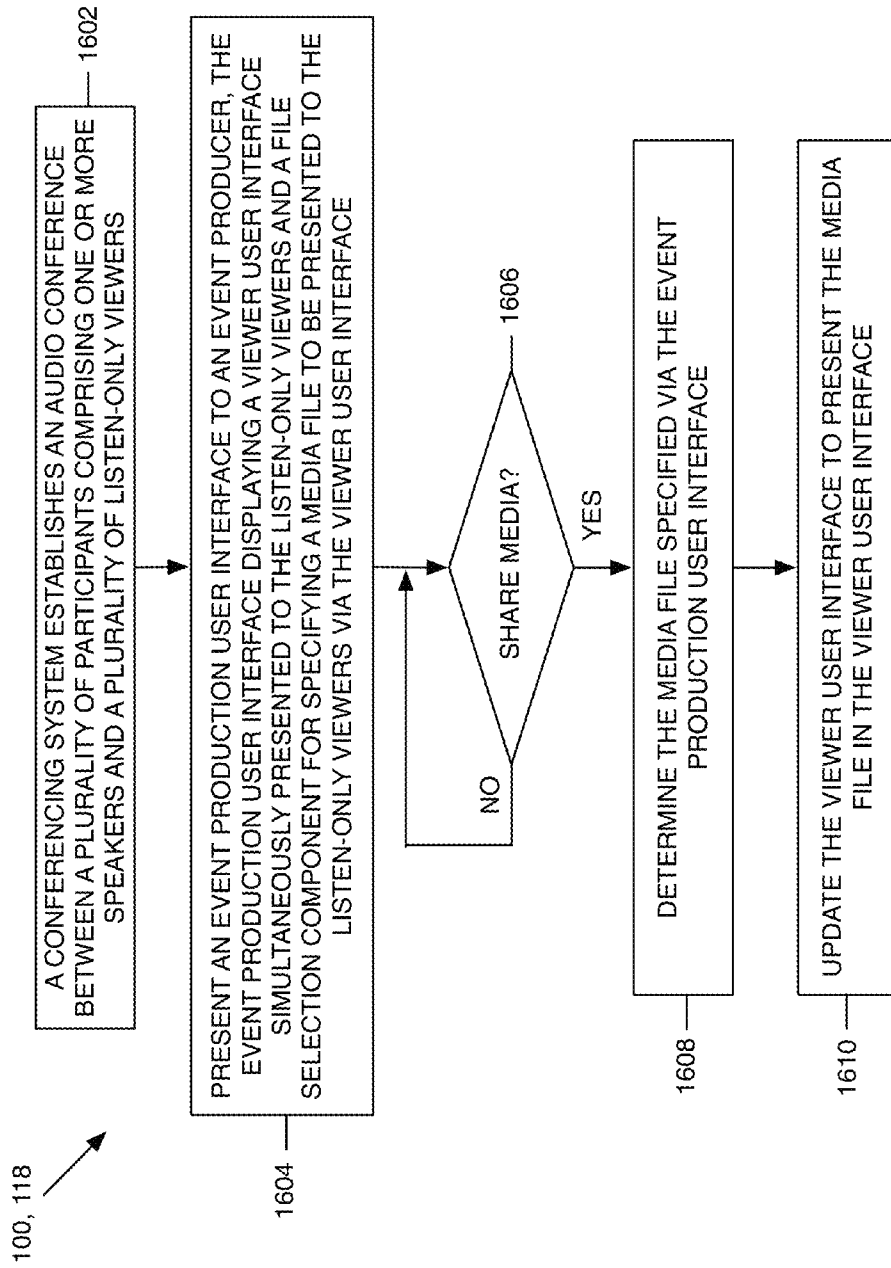 100, 118
A CONFERENCING SYSTEM ESTABLISHES AN AUDIO CONFERENCE
BETWEEN A PLURALITY OF PARTICIPANTS COMPRISING ONE OR MORE
SPEAKERS AND A PLURALITY OF LISTEN-ONLY VIEWERS
1602
PRESENT AN EVENT PRODUCTION USER INTERFACE TO AN EVENT PRODUCER, THE
EVENT PRODUCTION USER INTERFACE DISPLAYING A VIEWER USER INTERFACE
SIMULTANEOUSLY PRESENTED TO THE LISTEN-ONLY VIEWERS AND A FILE
SELECTION COMPONENT FOR SPECIFYING A MEDIA FILE TO BE PRESENTED TO THE
LISTEN-ONLY VIEWERS VIA THE VIEWER USER INTERFACE
1604
SHARE MEDIA?
1606
NO
YES
DETERMINE THE MEDIA FILE SPECIFIED VIA THE EVENT
PRODUCTION USER INTERFACE
1608
UPDATE THE VIEWER USER INTERFACE TO PRESENT THE MEDIA
FILE IN THE VIEWER USER INTERFACE
1610